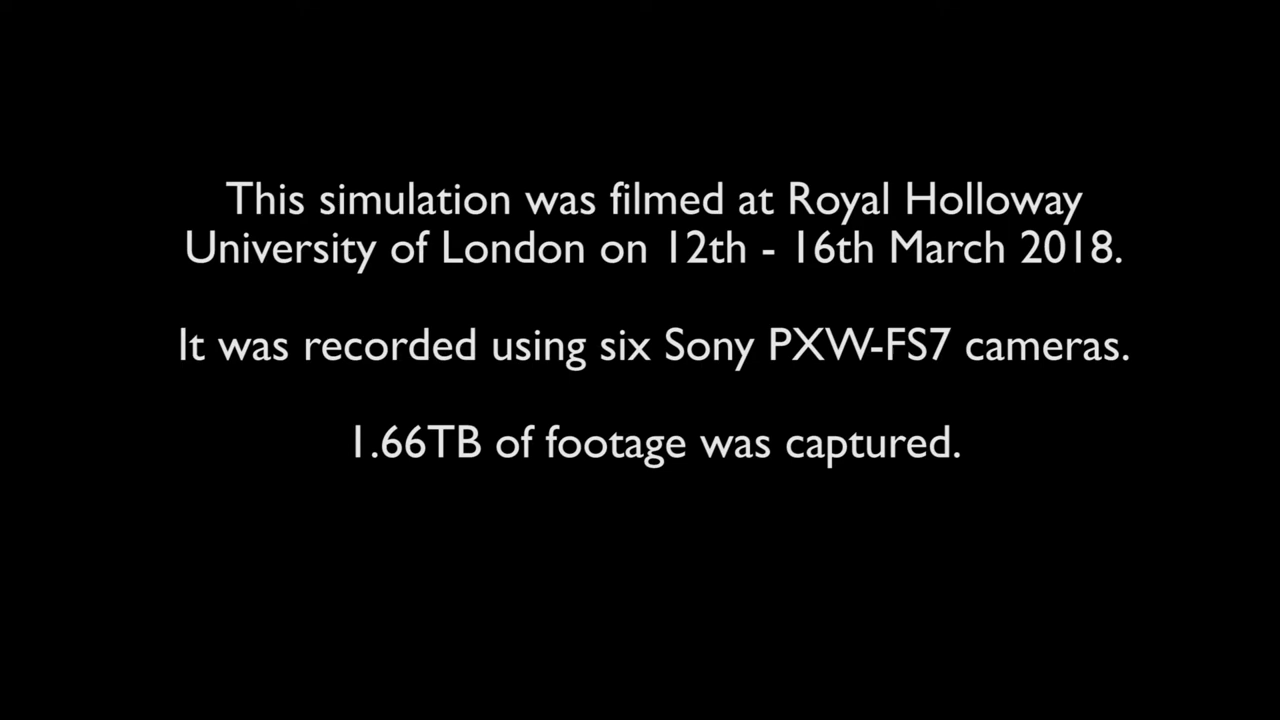 This simulation was filmed at Royal Holloway
University of London on 12th - 16th March 2018.
It was recorded using six Sony PXW-FS7 cameras.
1.66TB of footage was captured.